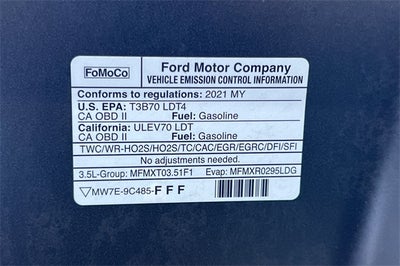 FoMoCo
Ford Motor Company
VEHICLE EMISSION CONTROL INFORMATION
Conforms to regulations: 2021 MY
U.S. EPA: T3B70 LDT4
CA OBD II Fuel: Gasoline
California: ULEV70 LDT
CA OBD II Fuel: Gasoline
TWC/WR-HO2S/HO2S/TC/CAC/EGR/EGRC/DFI/SFI
No adjustments needed.
3.5L-Group: MFMXT03.51F1 Evap: MFMXR0295LDG
MW7E-9C485-FFF